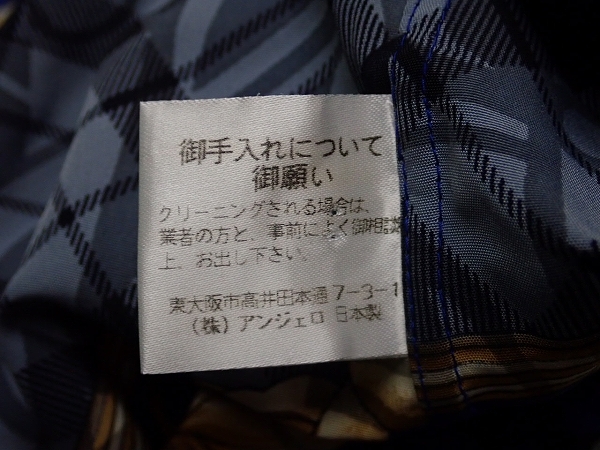 御手入れについて
御願い
クリーニングされる場合は、
業者の方と、事前によく御相談
上、お出し下さい。
東大阪市高井田本通7-3-1
（株）アンジェロ 日本製